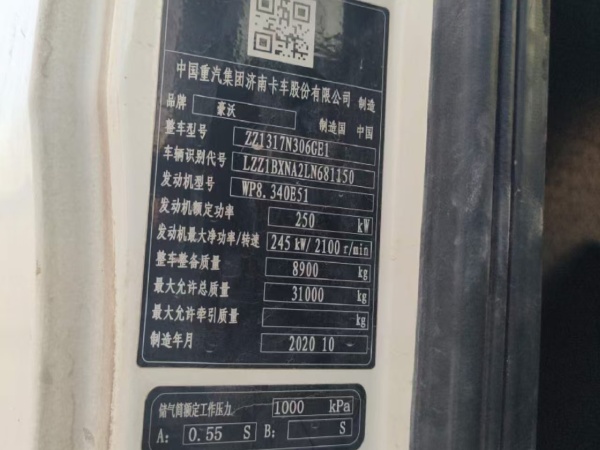 中国重汽集团济南卡车股份有限公司 制造
品牌 豪沃 制造国 中国
整车型号 ZZ1317N306GE1
车辆识别代号 LZZ1BXNA2LN681150
发动机型号 WP8.340E51
发动机额定功率 250 kW
发动机最大净功率/转速 245 kW/ 2100 r/min
整车整备质量 8900 kg
最大允许总质量 31000 kg
最大允许牵引质量 kg
制造年月 2020 10
储气筒额定工作压力 1000 kPa
A: 0.55 S B: S